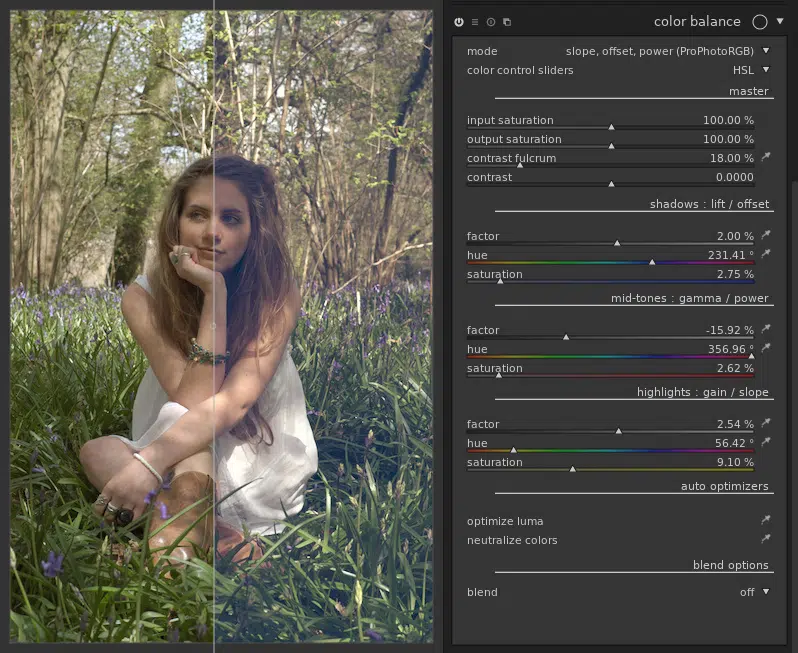 color balance
mode slope, offset, power (ProPhotoRGB)
color control sliders HSL
master
input saturation 100.00 %
output saturation 100.00 %
contrast fulcrum 18.00 %
contrast 0.0000
shadows : lift / offset
factor 2.00 %
hue 231.41 °
saturation 2.75 %
mid-tones : gamma / power
factor -15.92 %
hue 356.96 °
saturation 2.62 %
highlights : gain / slope
factor 2.54 %
hue 56.42 °
saturation 9.10 %
auto optimizers
optimize luma
neutralize colors
blend options
blend off